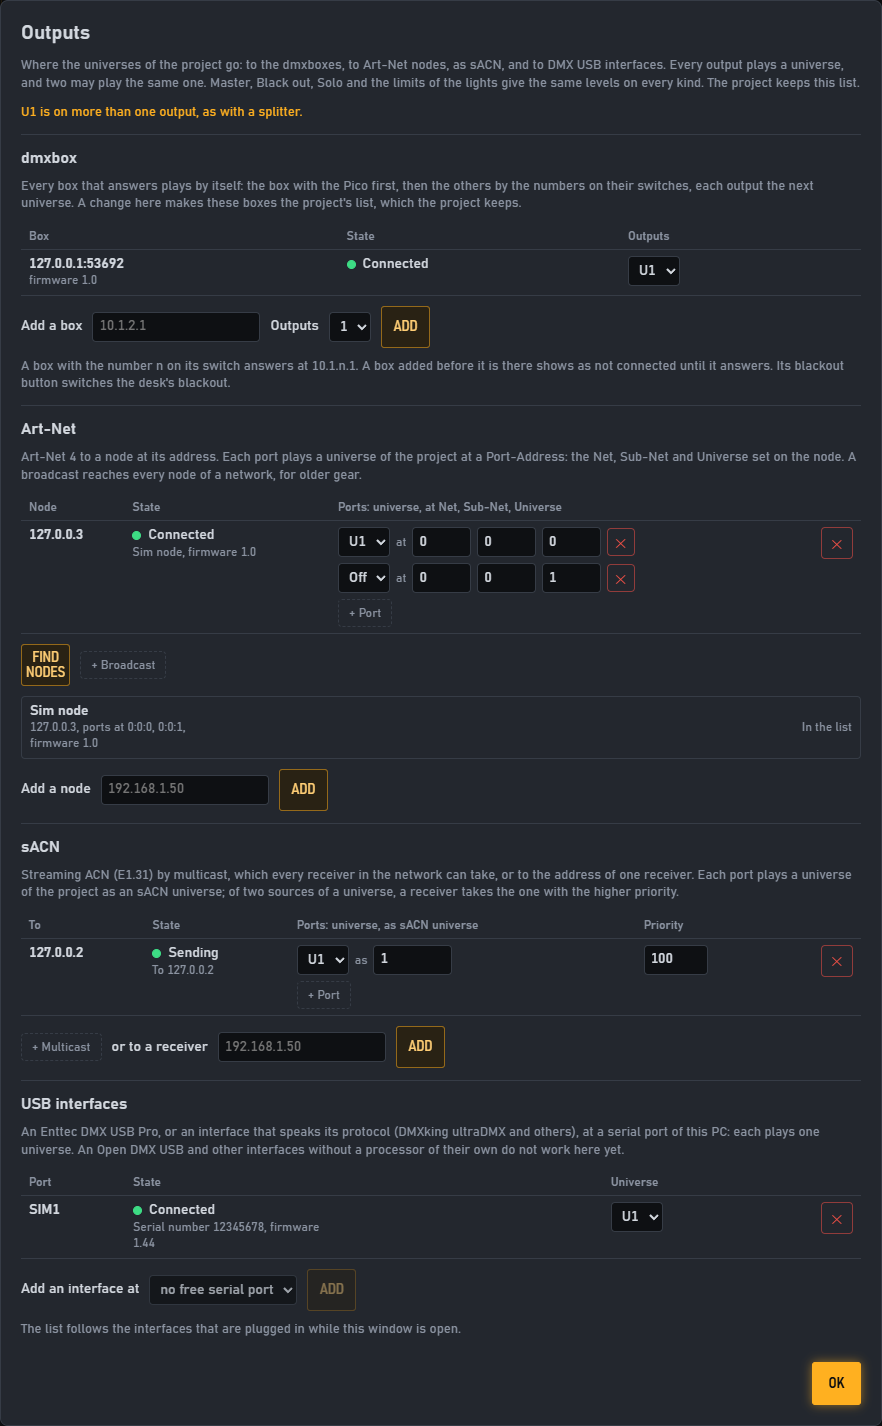 Outputs
Where the universes of the project go: to the dmxboxes, to Art-Net nodes, as sACN, and to DMX USB interfaces. Every output plays a universe,
and two may play the same one. Master, Black out, Solo and the limits of the lights give the same levels on every kind. The project keeps this list.
U1 is on more than one output, as with a splitter.
dmxbox
Every box that answers plays by itself: the box with the Pico first, then the others by the numbers on their switches, each output the next
universe. A change here makes these boxes the project's list, which the project keeps.
Box State Outputs
127.0.0.1:53692 Connected U1
firmware 1.0
Add a box 10.1.2.1 Outputs 1 ADD
A box with the number n on its switch answers at 10.1.n.1. A box added before it is there shows as not connected until it answers. Its blackout
button switches the desk's blackout.
Art-Net
Art-Net 4 to a node at its address. Each port plays a universe of the project at a Port-Address: the Net, Sub-Net and Universe set on the node. A
broadcast reaches every node of a network, for older gear.
Node State Ports: universe, at Net, Sub-Net, Universe
127.0.0.3 Connected U1 at 0 0 0
Sim node, firmware 1.0
Off at 0 0 1
+ Port
FIND
NODES + Broadcast
Sim node
127.0.0.3, ports at 0:0:0, 0:0:1, In the list
firmware 1.0
Add a node 192.168.1.50 ADD
sACN
Streaming ACN (E1.31) by multicast, which every receiver in the network can take, or to the address of one receiver. Each port plays a universe
of the project as an sACN universe; of two sources of a universe, a receiver takes the one with the higher priority.
To State Ports: universe, as sACN universe Priority
127.0.0.2 Sending U1 as 1 100
To 127.0.0.2
+ Port
+ Multicast or to a receiver 192.168.1.50 ADD
USB interfaces
An Enttec DMX USB Pro, or an interface that speaks its protocol (DMXking ultraDMX and others), at a serial port of this PC: each plays one
universe. An Open DMX USB and other interfaces without a processor of their own do not work here yet.
Port State Universe
SIM1 Connected U1
Serial number 12345678, firmware
1.44
Add an interface at no free serial port ADD
The list follows the interfaces that are plugged in while this window is open.
OK